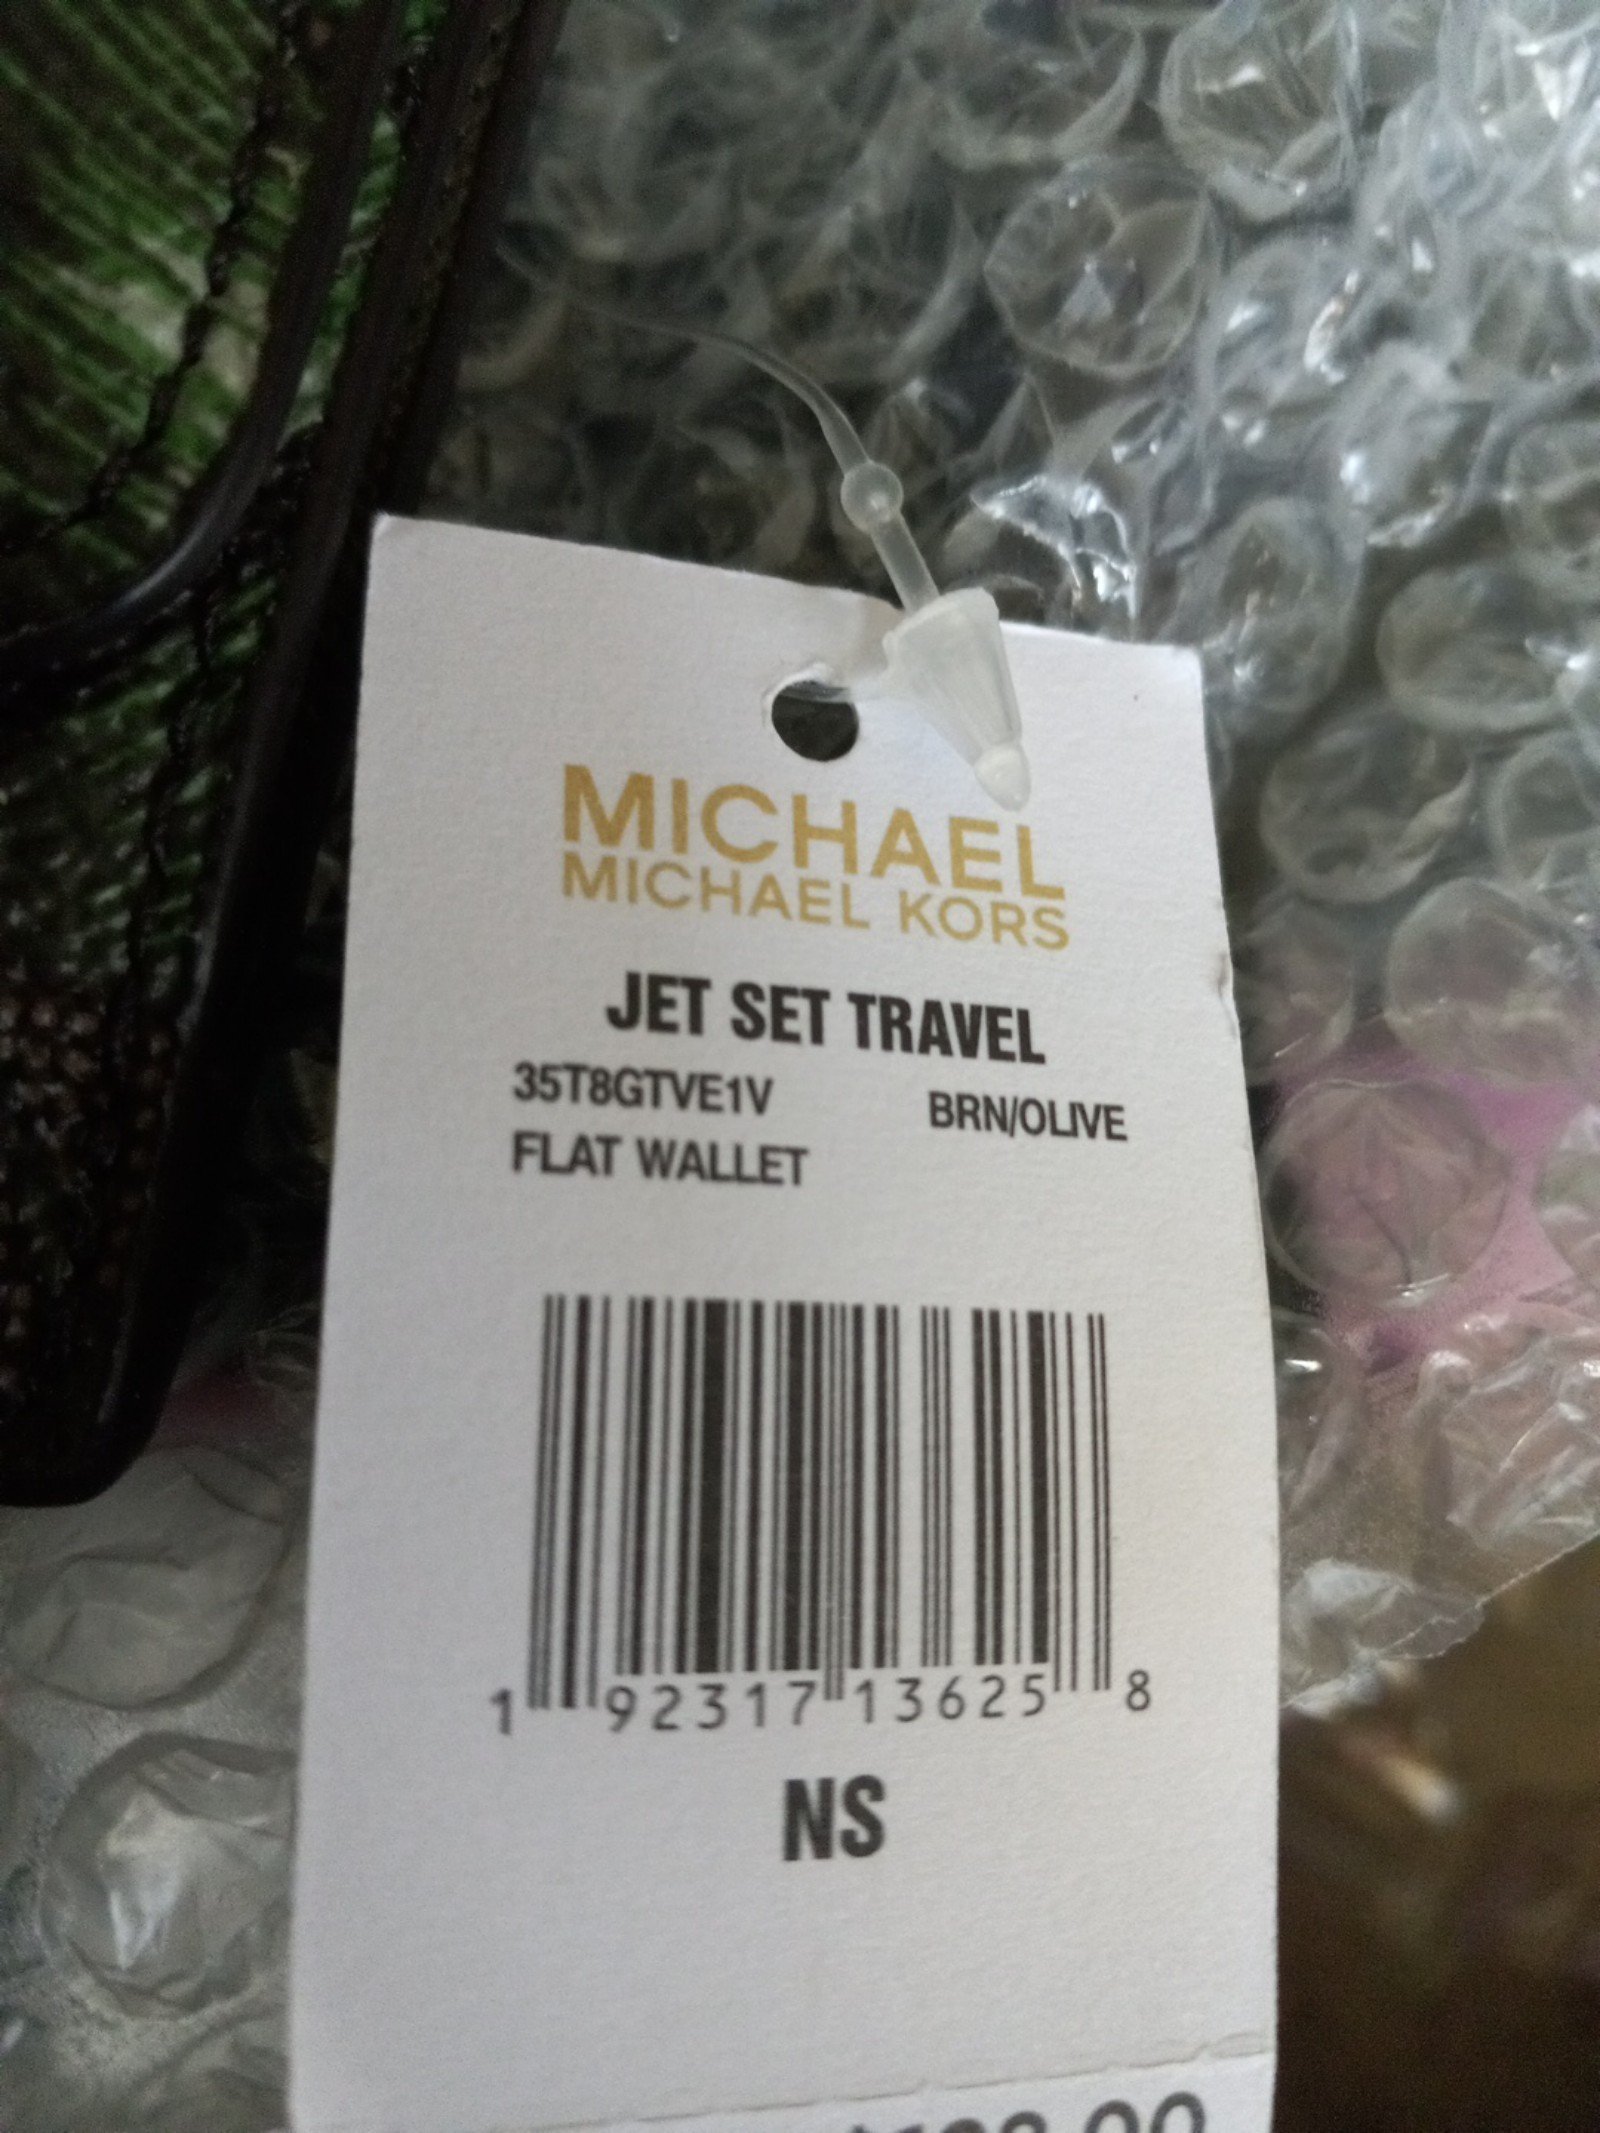 MICHAEL
MICHAEL KORS
JET SET TRAVEL
35T8GTVE1V BRN/OLIVE
FLAT WALLET
1 92317 13625 8
NS